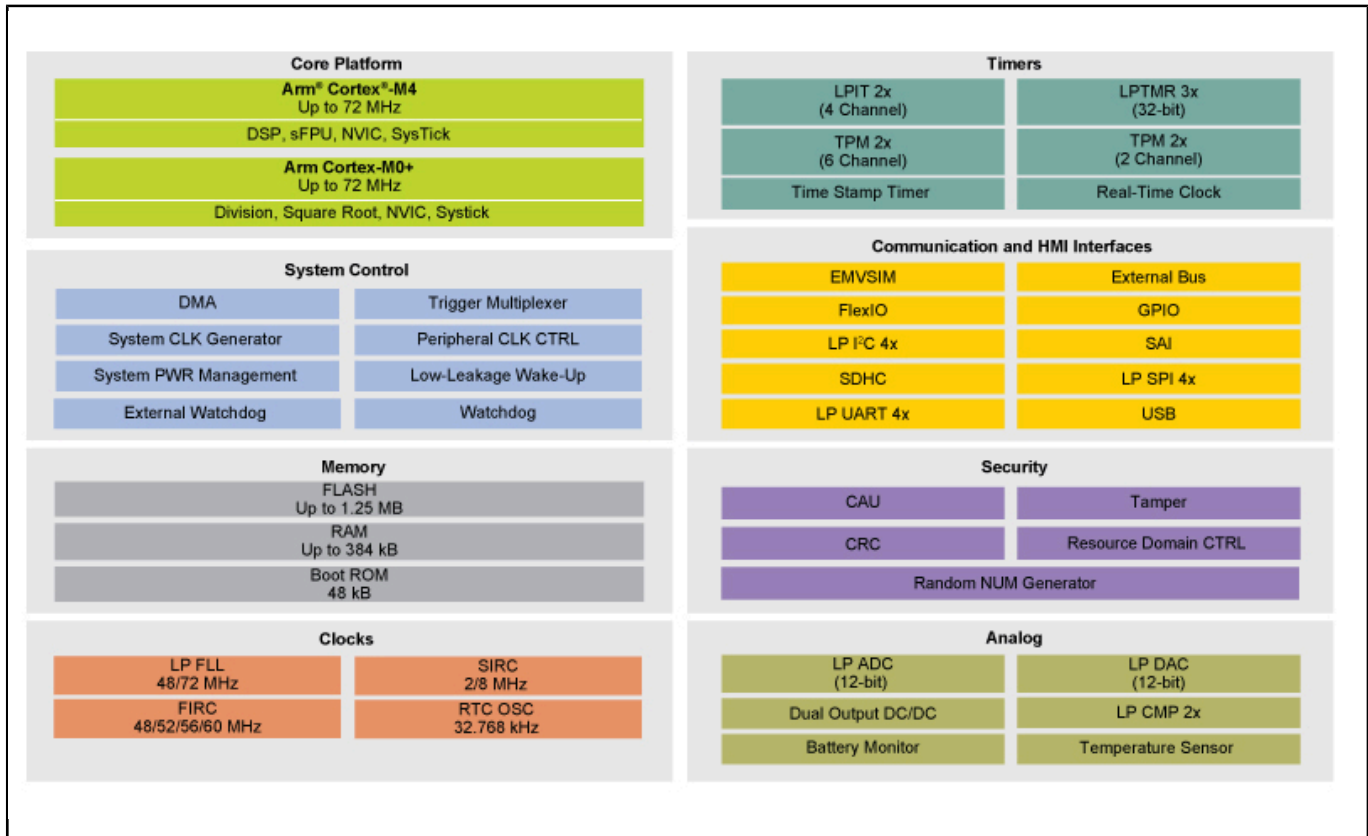 Core Platform
Arm® Cortex®-M4
Up to 72 MHz
DSP, sFPU, NVIC, SysTick
Arm Cortex-M0+
Up to 72 MHz
Division, Square Root, NVIC, Systick
System Control
DMA
Trigger Multiplexer
System CLK Generator
Peripheral CLK CTRL
System PWR Management
Low-Leakage Wake-Up
External Watchdog
Watchdog
Memory
FLASH
Up to 1.25 MB
RAM
Up to 384 kB
Boot ROM
48 kB
Clocks
LP FLL
48/72 MHz
SIRC
2/8 MHz
FIRC
48/52/56/60 MHz
RTC OSC
32.768 kHz
Timers
LPIT 2x
(4 Channel)
LPTMR 3x
(32-bit)
TPM 2x
(6 Channel)
TPM 2x
(2 Channel)
Time Stamp Timer
Real-Time Clock
Communication and HMI Interfaces
EMVSIM
External Bus
FlexIO
GPIO
LP I²C 4x
SAI
SDHC
LP SPI 4x
LP UART 4x
USB
Security
CAU
Tamper
CRC
Resource Domain CTRL
Random NUM Generator
Analog
LP ADC
(12-bit)
LP DAC
(12-bit)
Dual Output DC/DC
LP CMP 2x
Battery Monitor
Temperature Sensor